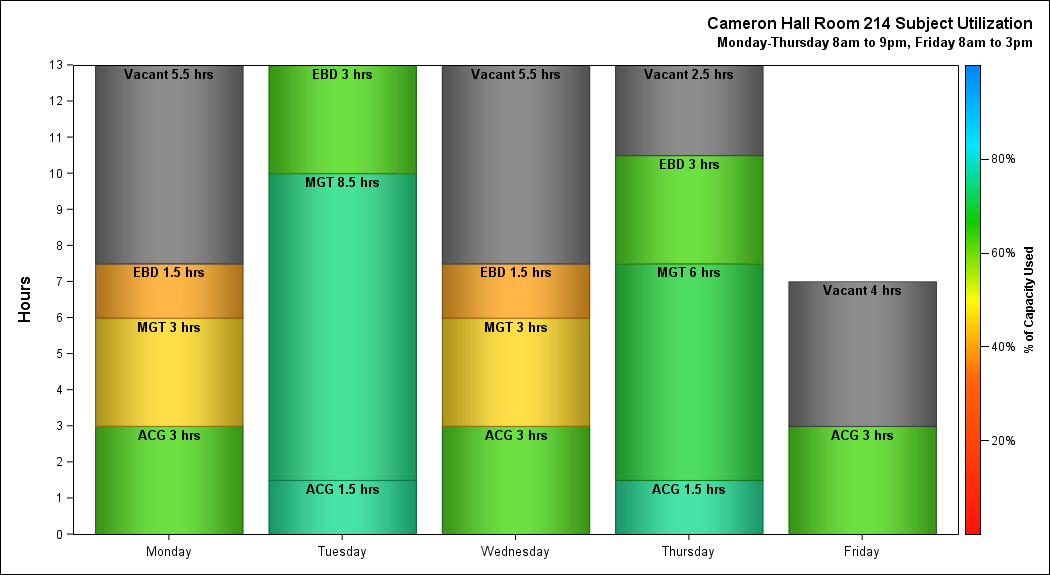 Cameron Hall Room 214 Subject Utilization
Monday-Thursday 8am to 9pm, Friday 8am to 3pm
Hours
13
12
11
10
9
8
7
6
5
4
3
2
1
0
Vacant 5.5 hrs
EBD 1.5 hrs
MGT 3 hrs
ACG 3 hrs
EBD 3 hrs
MGT 8.5 hrs
ACG 1.5 hrs
Vacant 5.5 hrs
EBD 1.5 hrs
MGT 3 hrs
ACG 3 hrs
Vacant 2.5 hrs
EBD 3 hrs
MGT 6 hrs
ACG 1.5 hrs
Vacant 4 hrs
ACG 3 hrs
Monday
Tuesday
Wednesday
Thursday
Friday
80%
60%
40%
20%
% of Capacity Used